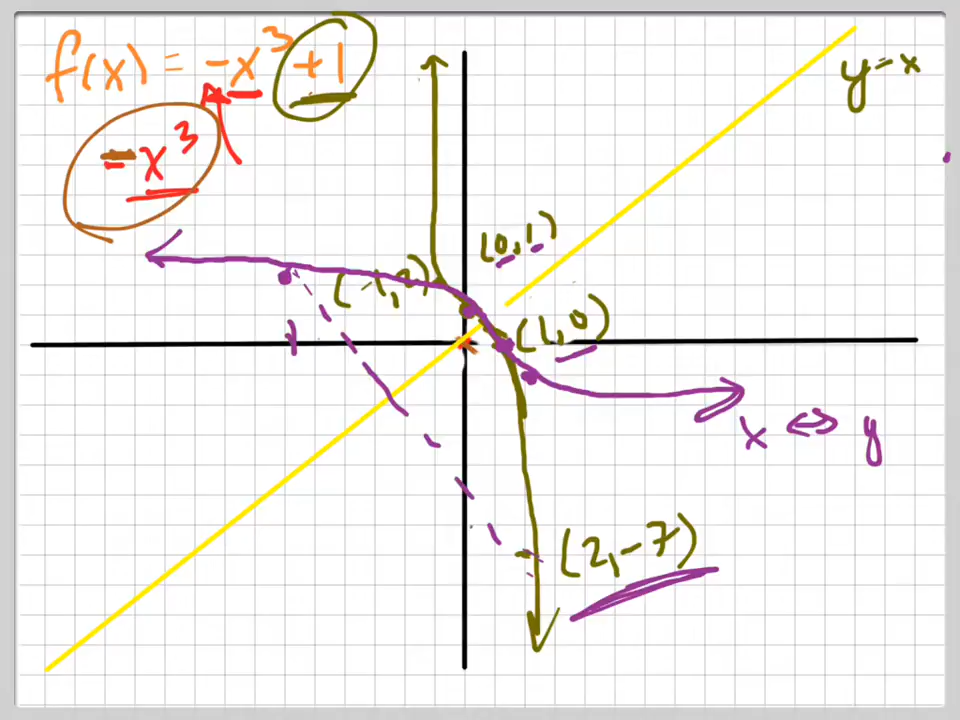 f(x) = -x³ + 1
y = x
-x³
(0, 1)
(-1, 2)
(1, 0)
x ⇔ y
(2, -7)